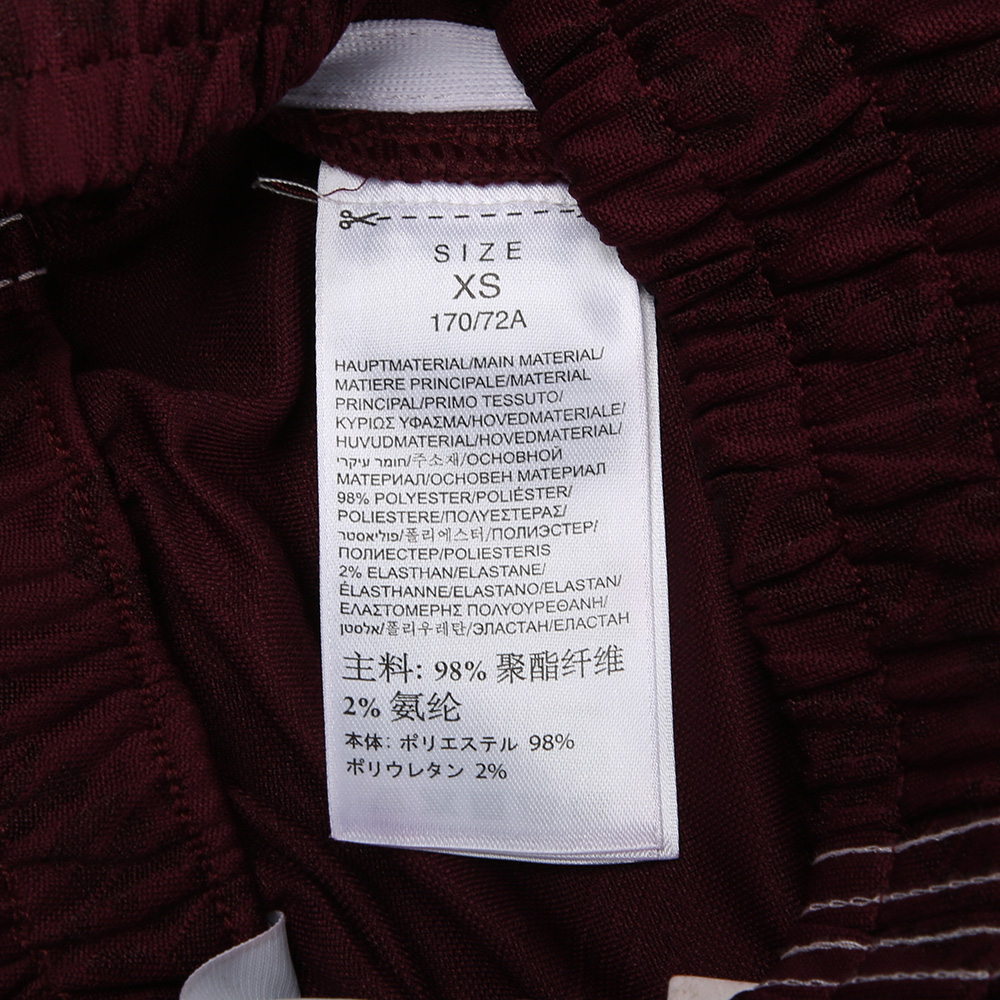 SIZE
XS
170/72A
HAUPTMATERIAL/MAIN MATERIAL/
MATIERE PRINCIPALE/MATERIAL
PRINCIPAL/PRIMO TESSUTO/
ΚΥΡΙΩΣ ΥΦΑΣΜΑ/HOVEDMATERIALE/
HUVUDMATERIAL/HOVEDMATERIAL/
חומר עיקרי/주소재/ОСНОВНОЙ
МАТЕРИАЛ/ОСНОВЕН МАТЕРИАЛ
98% POLYESTER/POLIÉSTER/
POLIESTERE/ΠΟΛΥΕΣΤΕΡΑΣ/
פוליאסטר/폴리에스터/ПОЛИЭСТЕР/
ПОЛИЕСТЕР/POLIESTERIS
2% ELASTHAN/ELASTANE/
ÉLASTHANNE/ELASTANO/ELASTAN/
ΕΛΑΣΤΟΜΕΡΗΣ ΠΟΛΥΟΥΡΕΘΑΝΗ/
אלסטן/폴리우레탄/ЭЛАСТАН/ЕЛАСТАН
主料: 98% 聚酯纤维
2% 氨纶
本体: ポリエステル 98%
ポリウレタン 2%